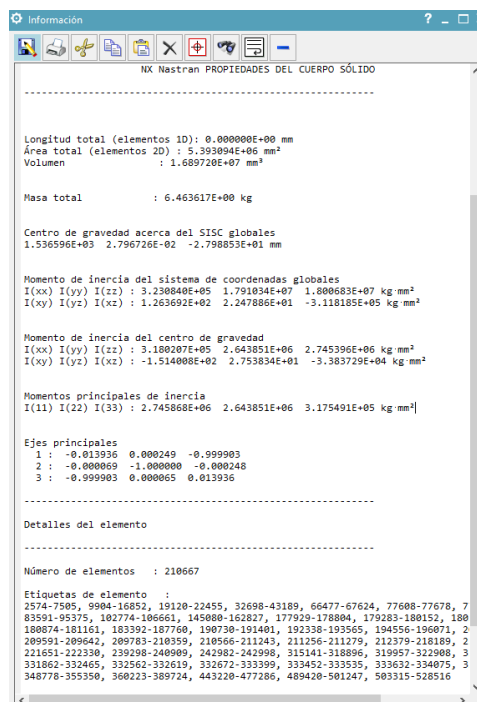 Información
NX Nastran PROPIEDADES DEL CUERPO SÓLIDO
------------------------------------------------------------
Longitud total (elementos 1D): 0.000000E+00 mm
Área total (elementos 2D) : 5.393094E+06 mm²
Volumen : 1.689720E+07 mm³
Masa total : 6.463617E+00 kg
Centro de gravedad acerca del SISC globales
1.536596E+03 2.796726E-02 -2.798853E+01 mm
Momento de inercia del sistema de coordenadas globales
I(xx) I(yy) I(zz) : 3.230840E+05 1.791034E+07 1.800683E+07 kg·mm²
I(xy) I(yz) I(xz) : 1.263692E+02 2.247886E+01 -3.118185E+05 kg·mm²
Momento de inercia del centro de gravedad
I(xx) I(yy) I(zz) : 3.180207E+05 2.643851E+06 2.745396E+06 kg·mm²
I(xy) I(yz) I(xz) : -1.514008E+02 2.753834E+01 -3.383729E+04 kg·mm²
Momentos principales de inercia
I(11) I(22) I(33) : 2.745868E+06 2.643851E+06 3.175491E+05 kg·mm²
Ejes principales
1 : -0.013936 0.000249 -0.999903
2 : -0.000069 -1.000000 -0.000248
3 : -0.999903 0.000065 0.013936
------------------------------------------------------------
Detalles del elemento
------------------------------------------------------------
Número de elementos : 210667
Etiquetas de elemento :
2574-7505, 9904-16852, 19120-22455, 32698-43189, 66477-67624, 77608-77678, 7
83591-95375, 102774-106661, 145080-162827, 177929-178804, 179283-180152, 180
180874-181161, 183392-187760, 190730-191401, 192338-193565, 194556-196071, 2
209591-209642, 209783-210359, 210566-211243, 211256-211279, 212379-218189, 2
221651-222330, 239298-240909, 242982-242998, 315141-318896, 319957-322908, 3
331862-332465, 332562-332619, 332672-333399, 333452-333535, 333632-334075, 3
348778-355350, 360223-389724, 443220-477286, 489420-501247, 503315-528516